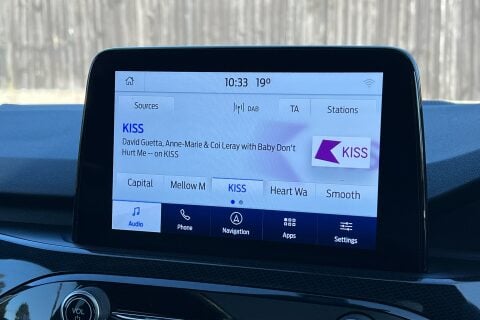 10:33 19°
Sources DAB TA Stations
KISS
David Guetta, Anne-Marie & Coi Leray with Baby Don't
Hurt Me – on KISS
KISS
Capital Mellow M KISS Heart Wa Smooth
Audio Phone Navigation Apps Settings
VOL